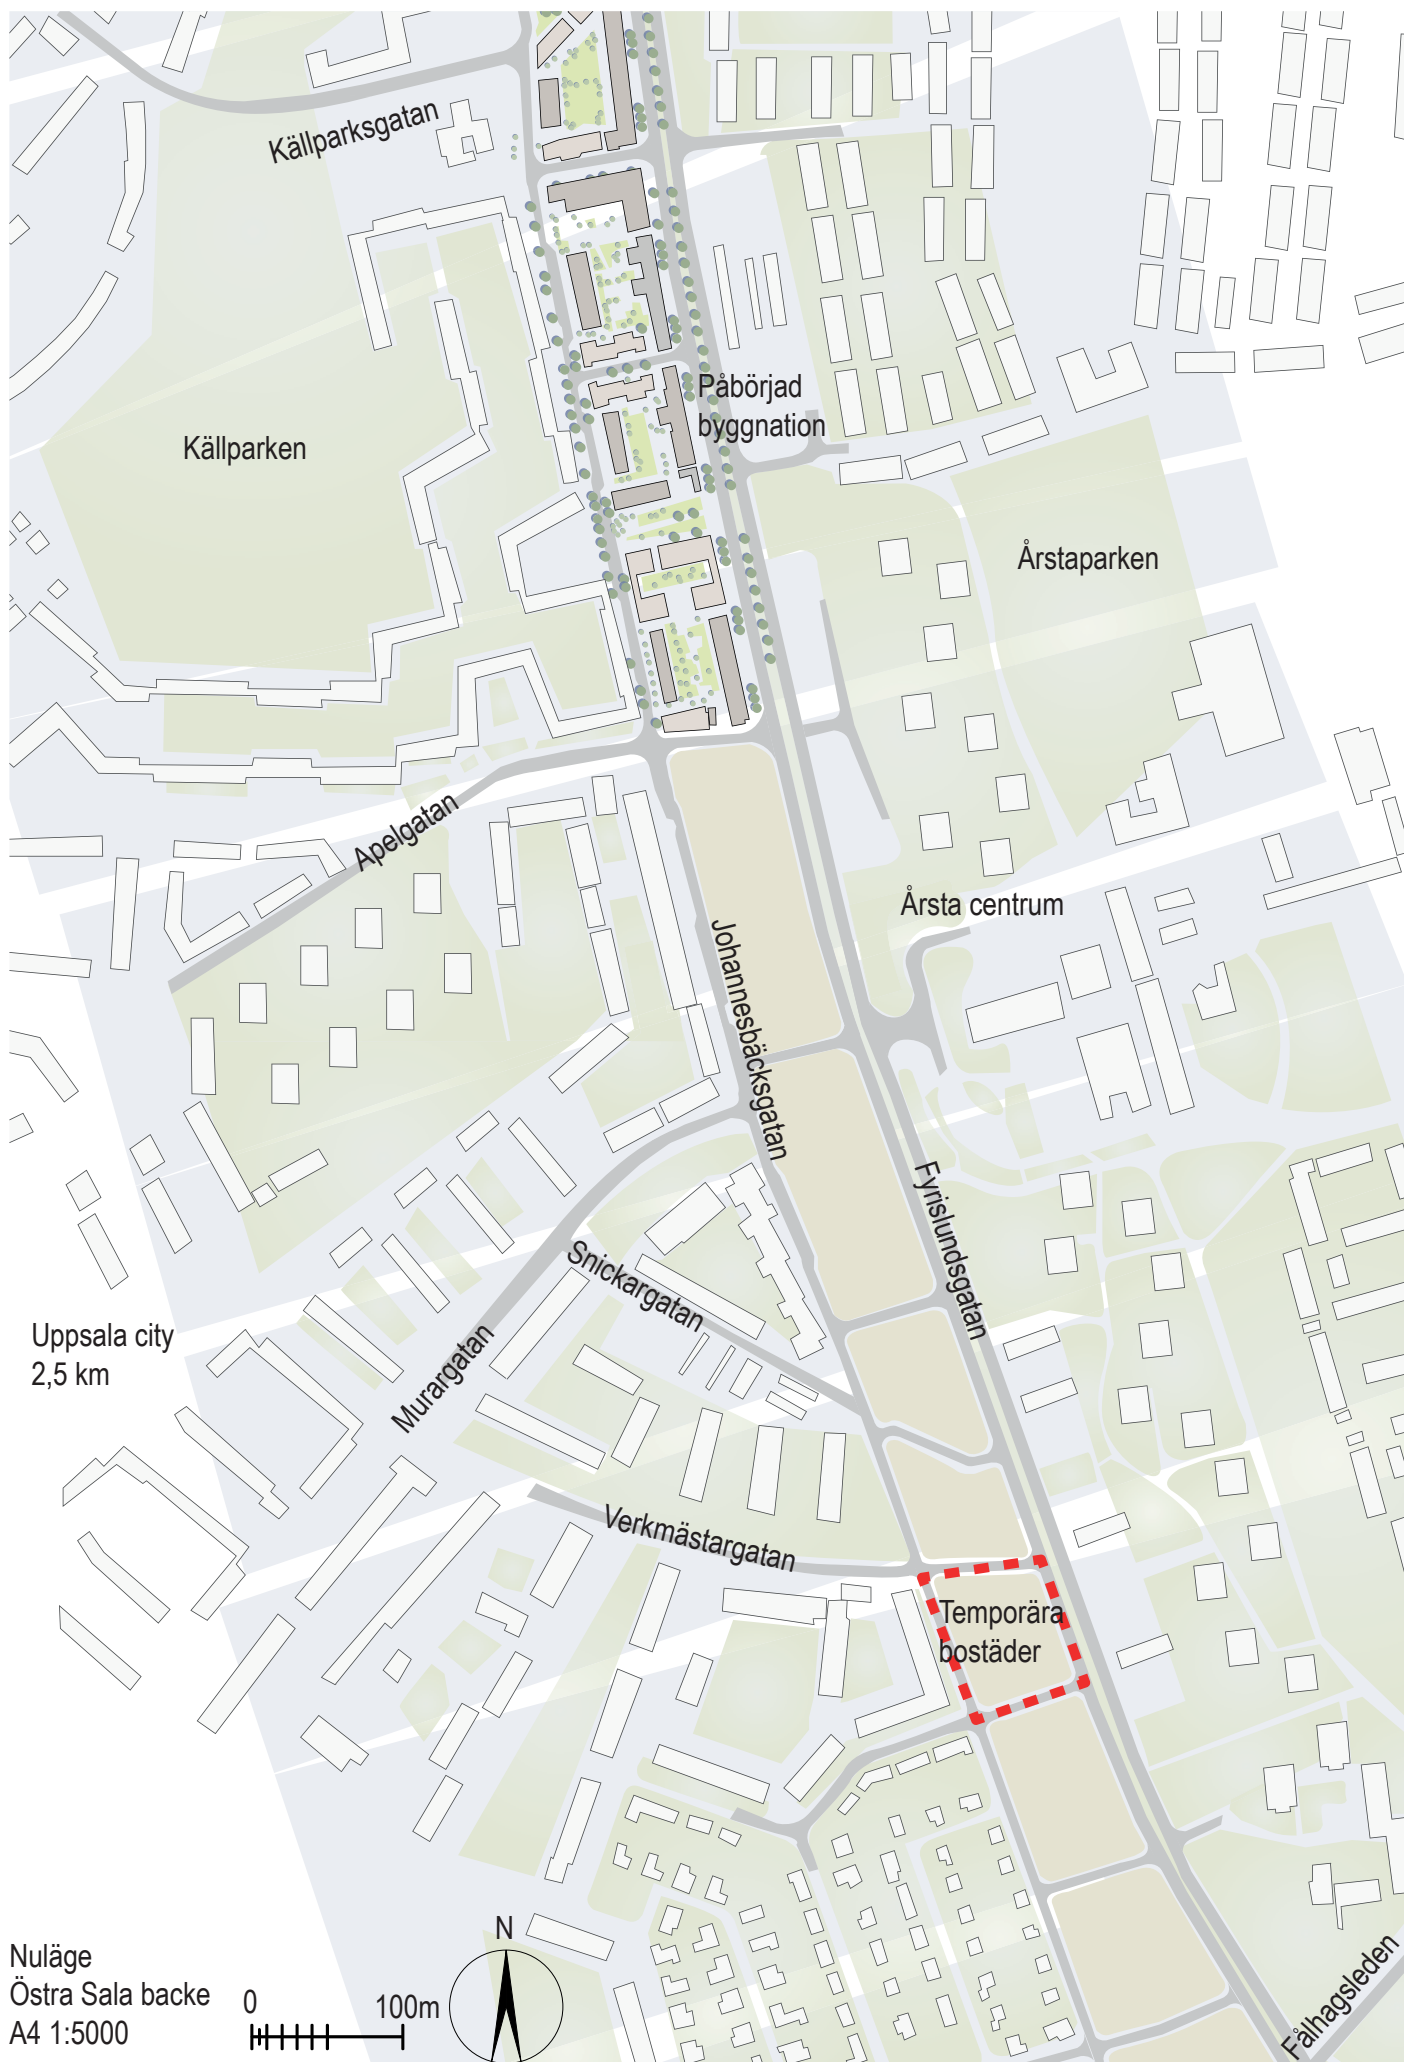 Källparksgatan
Påbörjad
byggnation
Källparken
Årstaparken
Apelgatan
Årsta centrum
Johannesbäcksgatan
Fyrislundsgatan
Snickargatan
Uppsala city
2,5 km
Murargatan
Verkmästargatan
Temporära
bostäder
N
Nuläge
Östra Sala backe
A4 1:5000
0 100m
Fålhagsleden